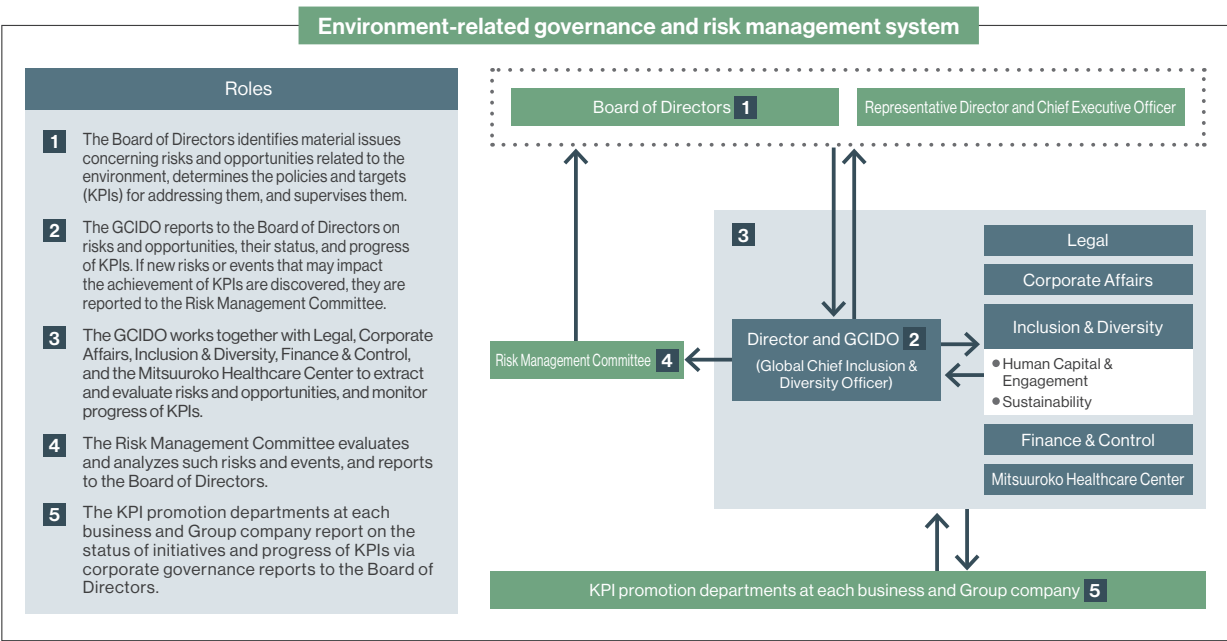 Environment-related governance and risk management system
Roles
1 The Board of Directors identifies material issues
concerning risks and opportunities related to the
environment, determines the policies and targets
(KPIs) for addressing them, and supervises them.
2 The GCIDO reports to the Board of Directors on
risks and opportunities, their status, and progress
of KPIs. If new risks or events that may impact
the achievement of KPIs are discovered, they are
reported to the Risk Management Committee.
3 The GCIDO works together with Legal, Corporate
Affairs, Inclusion & Diversity, Finance & Control,
and the Mitsuuroko Healthcare Center to extract
and evaluate risks and opportunities, and monitor
progress of KPIs.
4 The Risk Management Committee evaluates
and analyzes such risks and events, and reports
to the Board of Directors.
5 The KPI promotion departments at each
business and Group company report on the
status of initiatives and progress of KPIs via
corporate governance reports to the Board of
Directors.
Board of Directors 1
Representative Director and Chief Executive Officer
3
Legal
Corporate Affairs
Inclusion & Diversity
● Human Capital &
Engagement
● Sustainability
Finance & Control
Mitsuuroko Healthcare Center
Director and GCIDO 2
(Global Chief Inclusion &
Diversity Officer)
Risk Management Committee 4
KPI promotion departments at each business and Group company 5